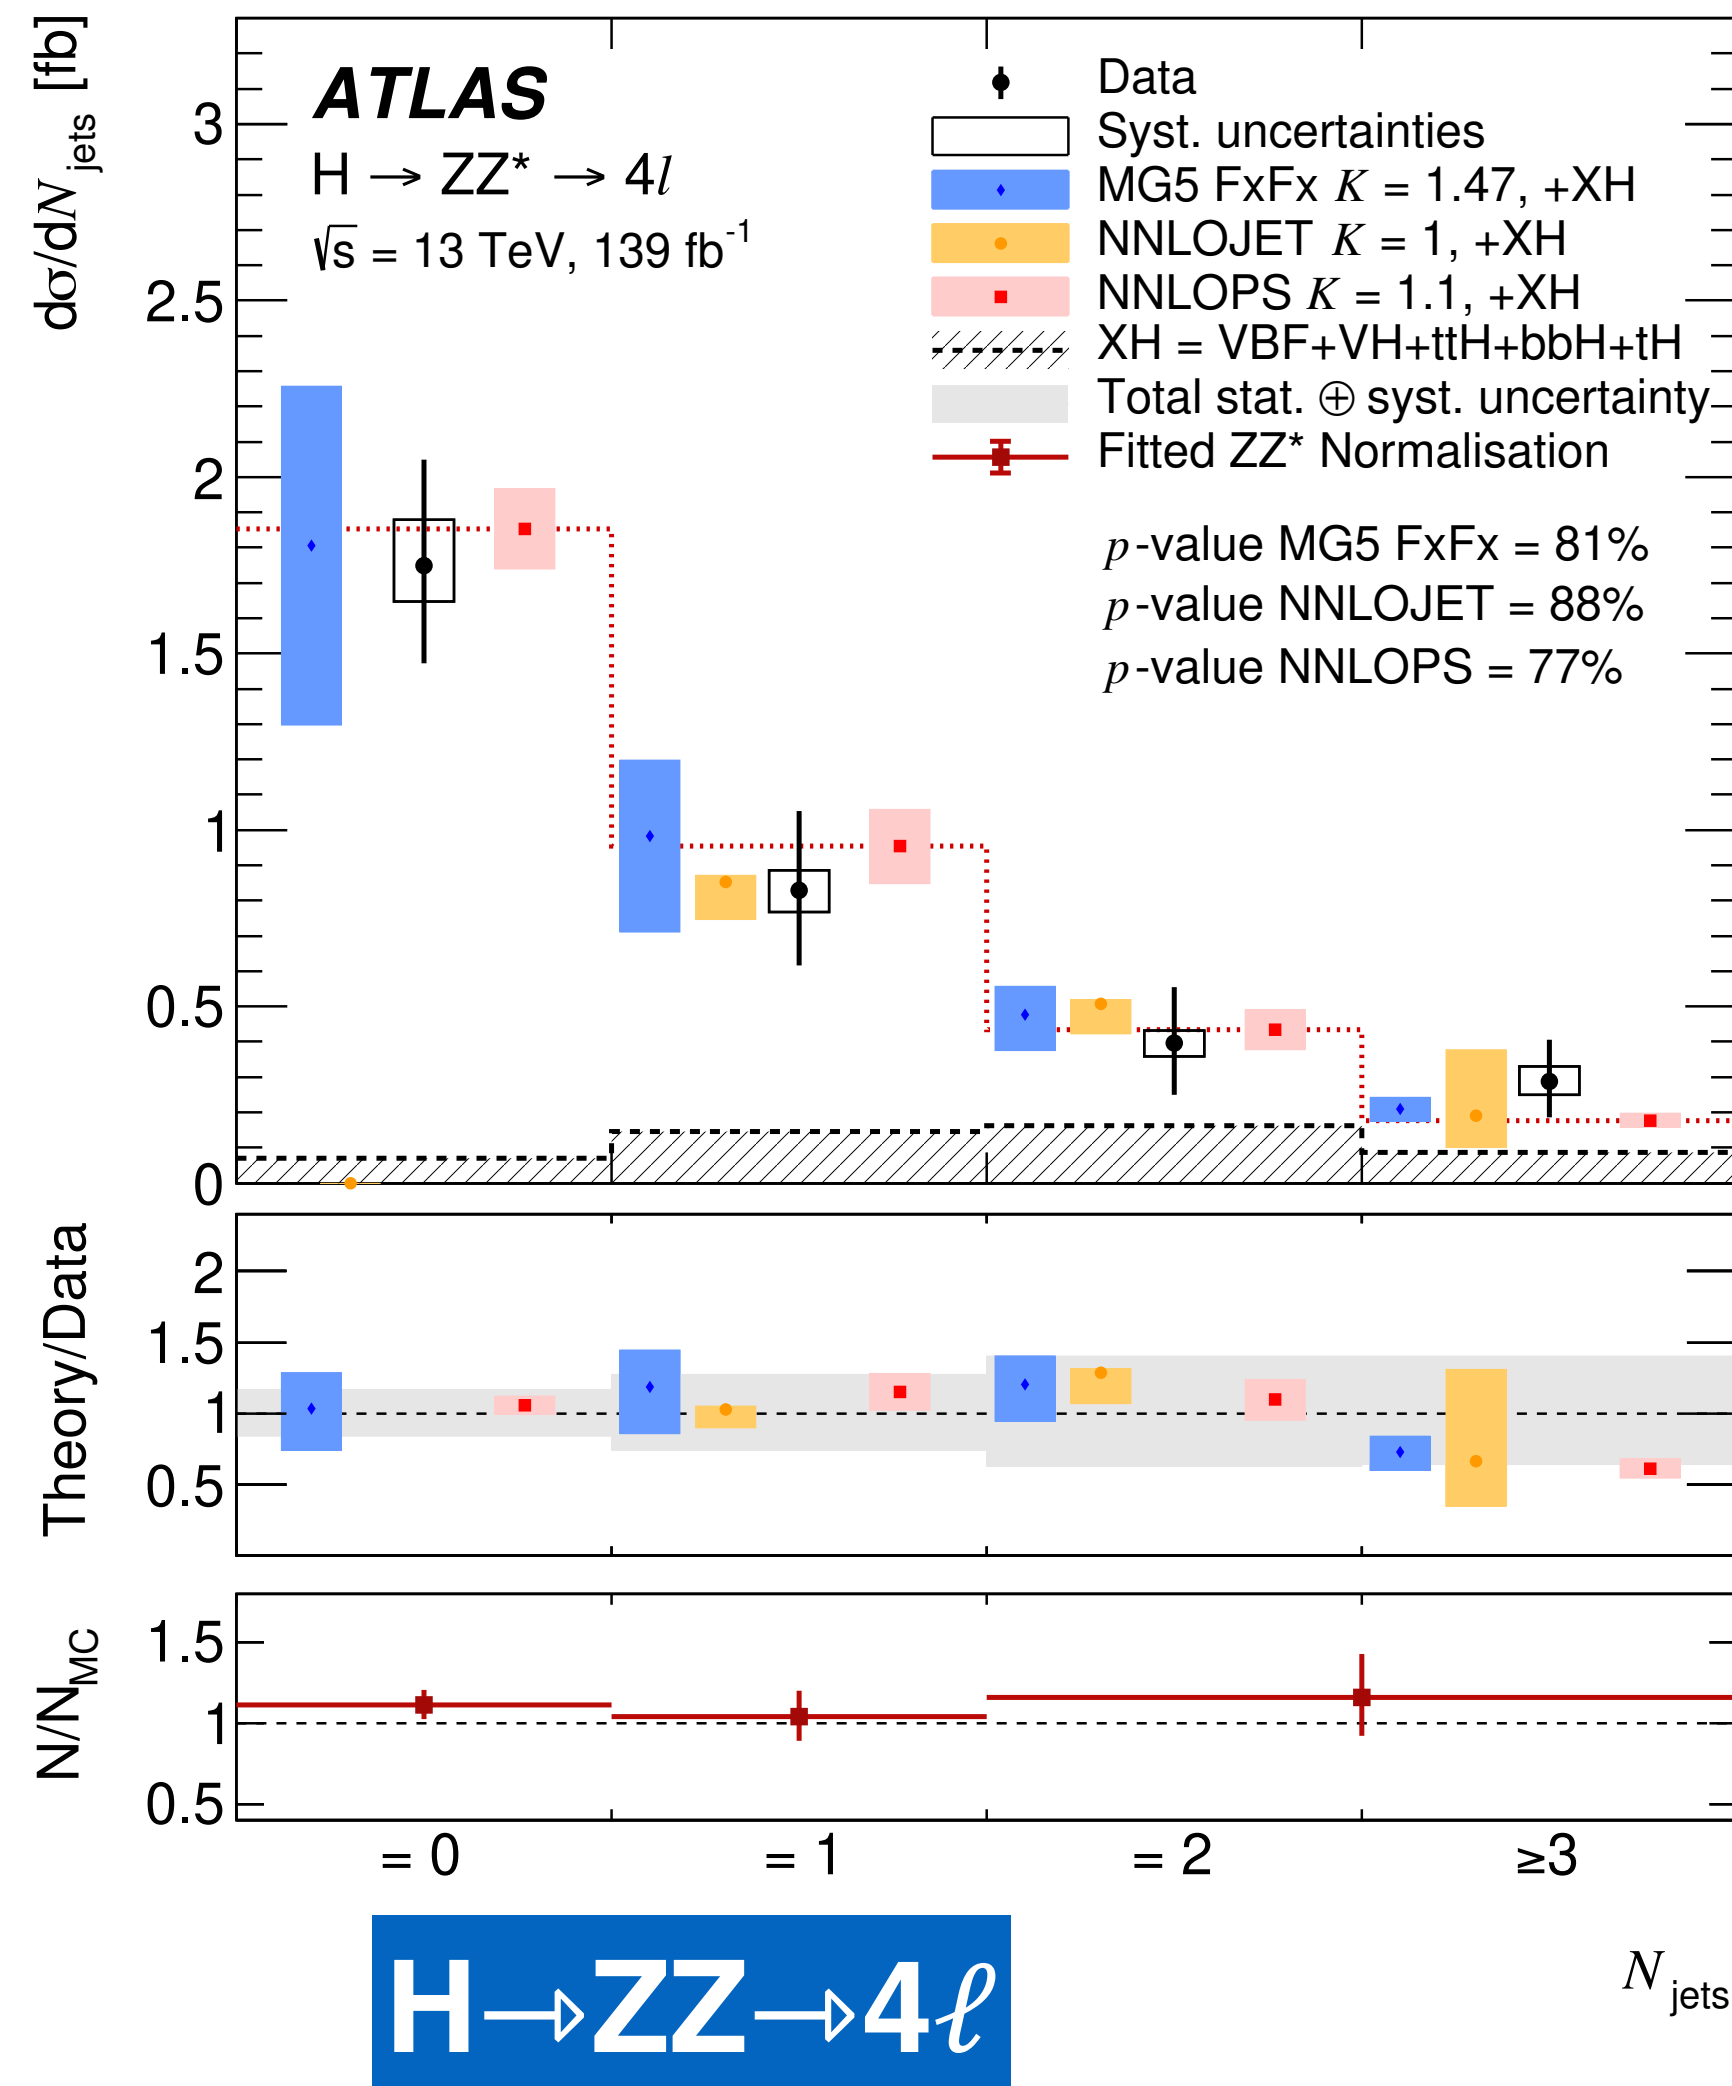 dσ/dN jets [fb]
ATLAS
H → ZZ* → 4l
√s = 13 TeV, 139 fb-1
Data
Syst. uncertainties
MG5 FxFx K = 1.47, +XH
NNLOJET K = 1, +XH
NNLOPS K = 1.1, +XH
XH = VBF+VH+ttH+bbH+tH
Total stat. ⊕ syst. uncertainty
Fitted ZZ* Normalisation
p-value MG5 FxFx = 81%
p-value NNLOJET = 88%
p-value NNLOPS = 77%
3
2.5
2
1.5
1
0.5
0
Theory/Data
2
1.5
1
0.5
N/N MC
1.5
1
0.5
= 0 = 1 = 2 ≥3
N jets
H→ZZ→4ℓ